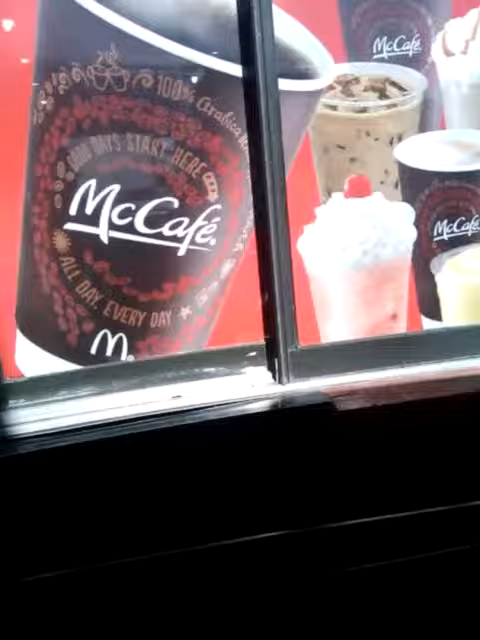 100% Arabica
GOOD DAYS START HERE
McCafé
ALL DAY, EVERY DAY
m
McCafé
McCafé